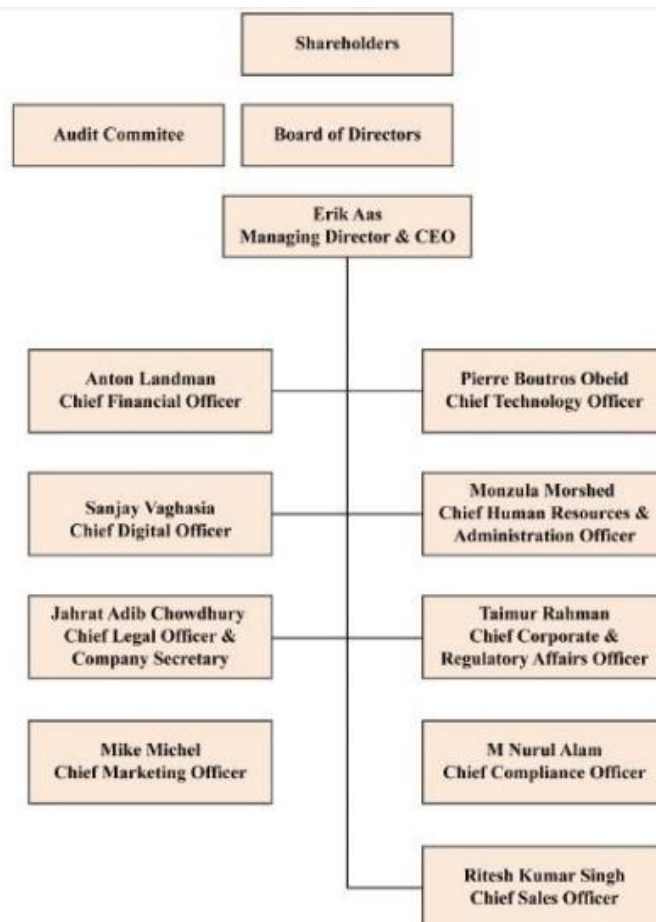 Shareholders
Audit Commitee
Board of Directors
Erik Aas
Managing Director & CEO
Anton Landman
Chief Financial Officer
Pierre Boutros Obeid
Chief Technology Officer
Sanjay Vaghasia
Chief Digital Officer
Monzula Morshed
Chief Human Resources &
Administration Officer
Jahrat Adib Chowdhury
Chief Legal Officer &
Company Secretary
Taimur Rahman
Chief Corporate &
Regulatory Affairs Officer
Mike Michel
Chief Marketing Officer
M Nurul Alam
Chief Compliance Officer
Ritesh Kumar Singh
Chief Sales Officer